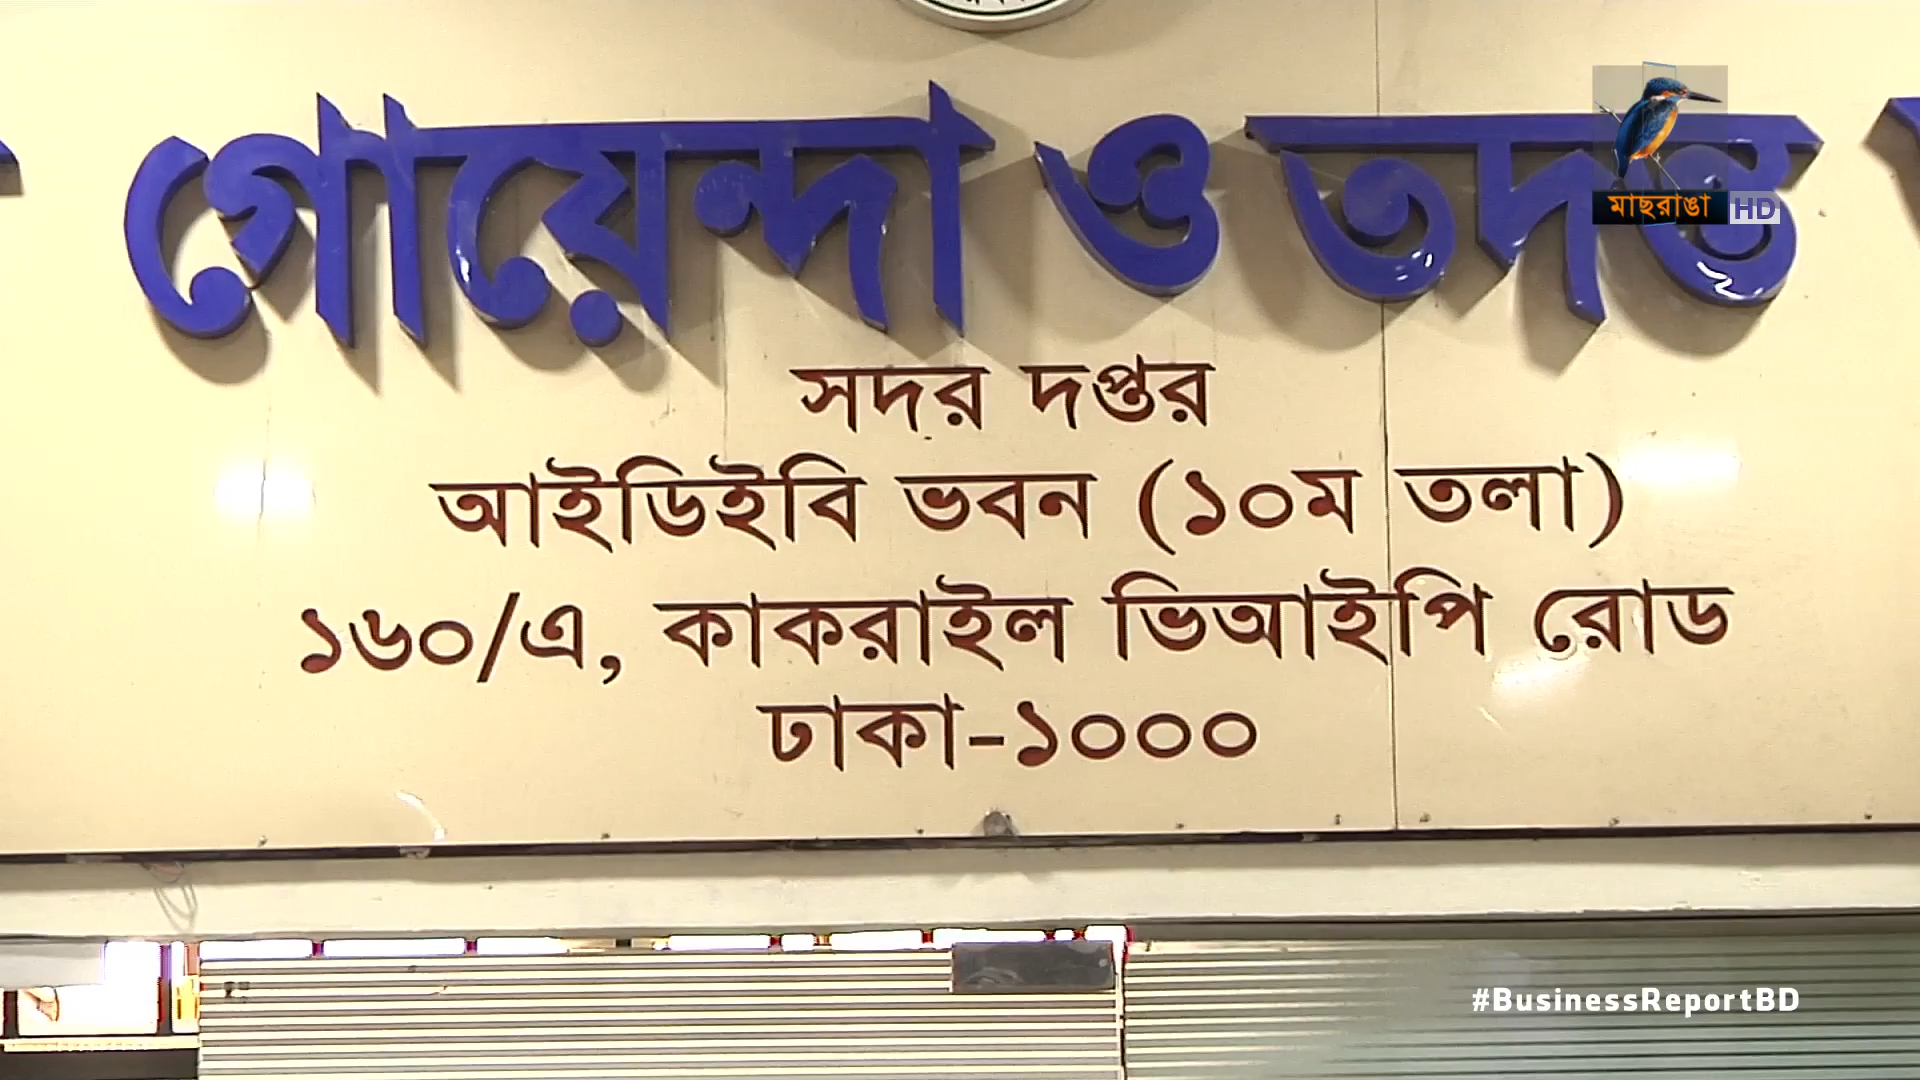 গোয়েন্দা ও তদন্ত
মাছরাঙা HD
সদর দপ্তর
আইডিইবি ভবন (১০ম তলা)
১৬০/এ, কাকরাইল ভিআইপি রোড
ঢাকা-১০০০
#BusinessReportBD